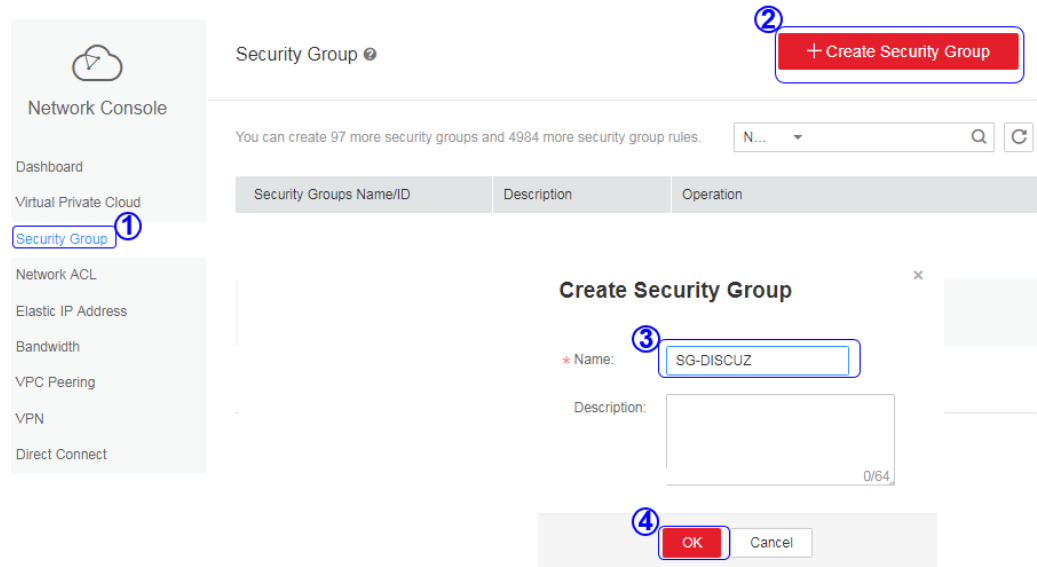 ②
Security Group
+ Create Security Group
Network Console
You can create 97 more security groups and 4984 more security group rules.
N...
Dashboard
Security Groups Name/ID Description Operation
Virtual Private Cloud
①
Security Group
Network ACL
Elastic IP Address
Bandwidth
VPC Peering
VPN
Direct Connect
×
Create Security Group
③
* Name: SG-DISCUZ
Description:
0/64
④
OK Cancel